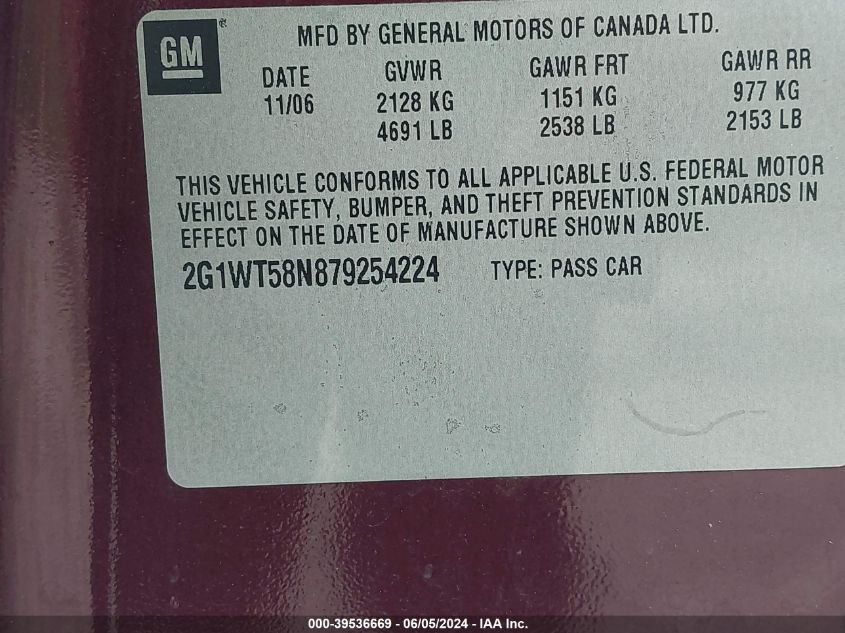 GM®
MFD BY GENERAL MOTORS OF CANADA LTD.
DATE GVWR GAWR FRT GAWR RR
11/06 2128 KG 1151 KG 977 KG
4691 LB 2538 LB 2153 LB
THIS VEHICLE CONFORMS TO ALL APPLICABLE U.S. FEDERAL MOTOR
VEHICLE SAFETY, BUMPER, AND THEFT PREVENTION STANDARDS IN
EFFECT ON THE DATE OF MANUFACTURE SHOWN ABOVE.
2G1WT58N879254224 TYPE: PASS CAR
000-39536669 - 06/05/2024 - IAA Inc.